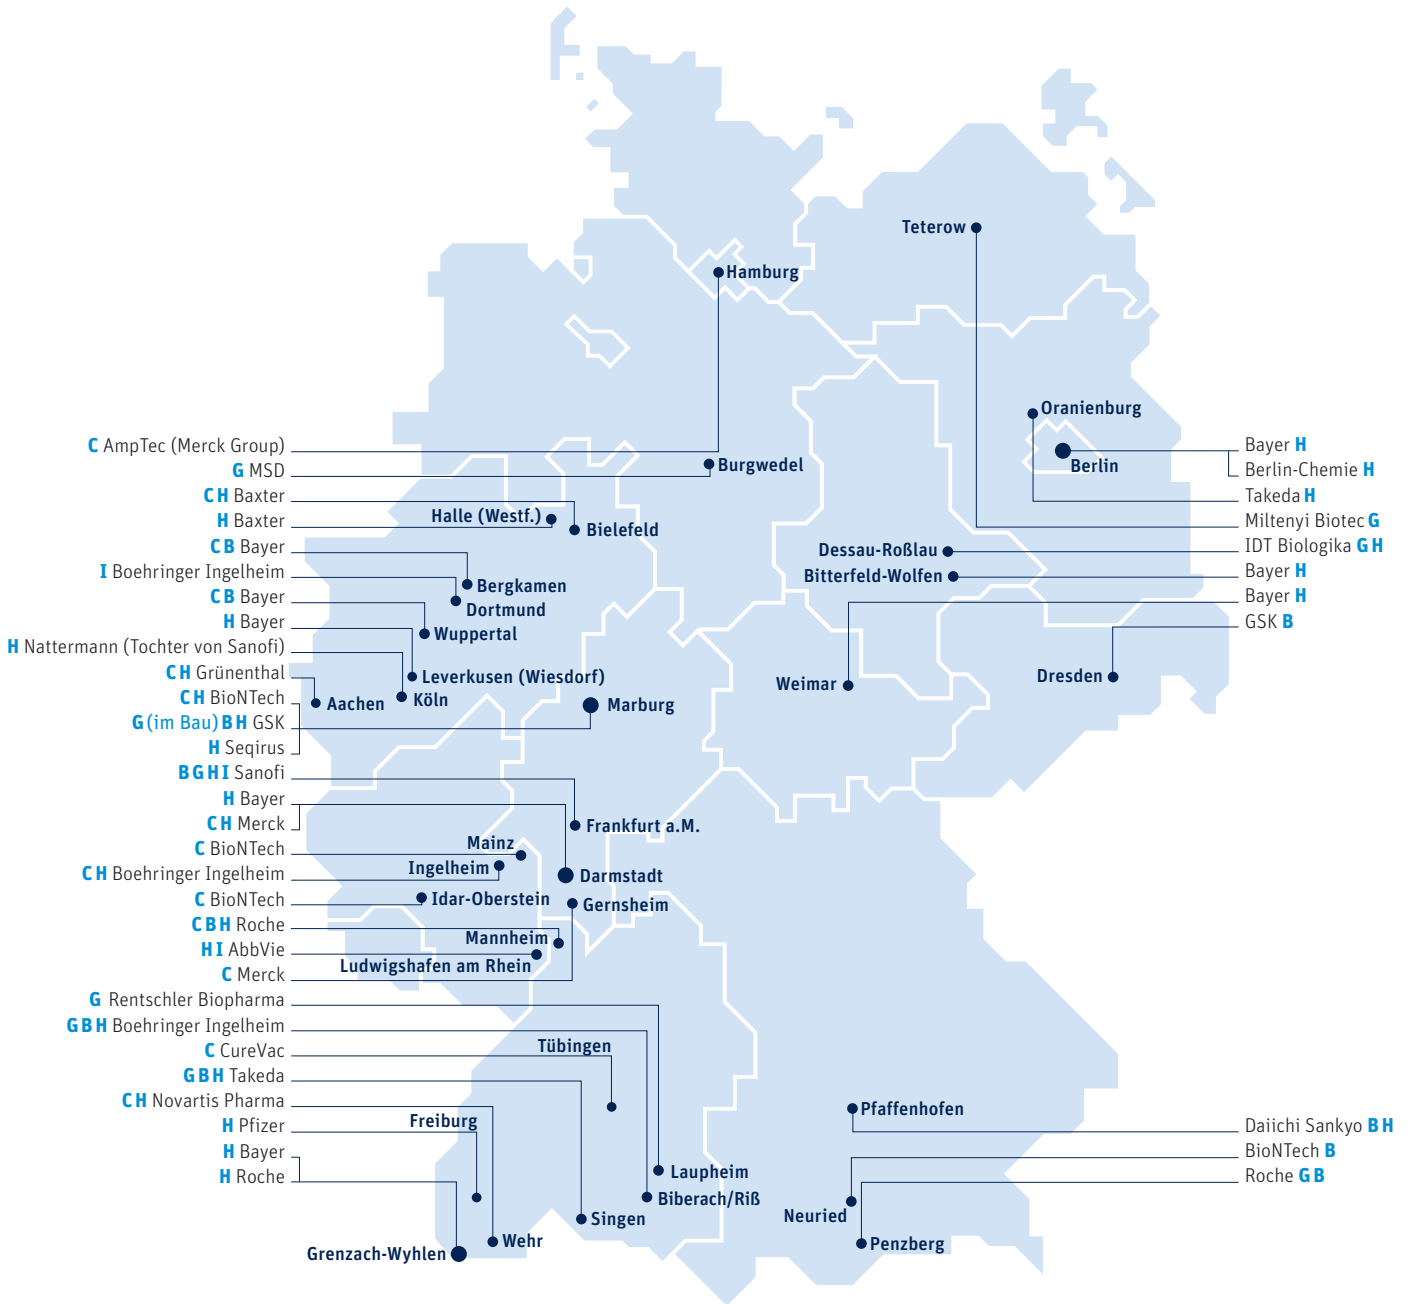 Teterow
Hamburg
Oranienburg
Berlin
Burgwedel
Halle (Westf.)
Bielefeld
Dessau-Roßlau
Bitterfeld-Wolfen
Bergkamen
Dortmund
Wuppertal
Leverkusen (Wiesdorf)
Köln
Aachen
Marburg
Weimar
Dresden
Frankfurt a.M.
Mainz
Ingelheim
Darmstadt
Idar-Oberstein
Gernsheim
Mannheim
Ludwigshafen am Rhein
Tübingen
Freiburg
Laupheim
Biberach/Riß
Singen
Wehr
Grenzach-Wyhlen
Pfaffenhofen
Neuried
Penzberg
C AmpTec (Merck Group)
G MSD
C H Baxter
H Baxter
C B Bayer
I Boehringer Ingelheim
C B Bayer
H Bayer
H Nattermann (Tochter von Sanofi)
C H Grünenthal
C H BioNTech
G (im Bau) B H GSK
H Seqirus
B G H I Sanofi
H Bayer
C H Merck
C BioNTech
C H Boehringer Ingelheim
C BioNTech
C B H Roche
H I AbbVie
C Merck
G Rentschler Biopharma
G B H Boehringer Ingelheim
C CureVac
G B H Takeda
C H Novartis Pharma
H Pfizer
H Bayer
H Roche
Bayer H
Berlin-Chemie H
Takeda H
Miltenyi Biotec G
IDT Biologika G H
Bayer H
Bayer H
GSK B
Daiichi Sankyo B H
BioNTech B
Roche G B